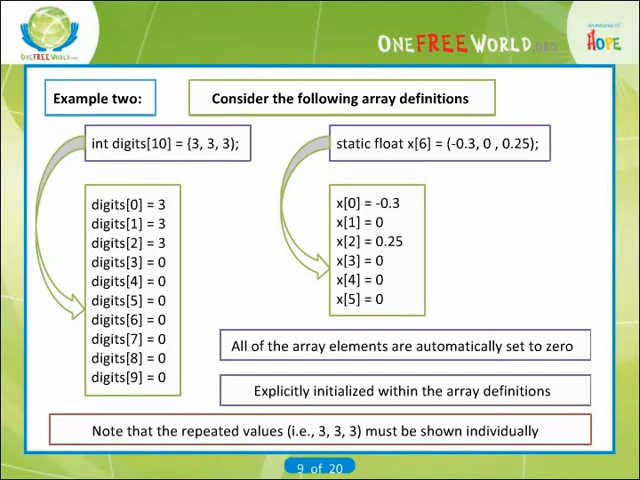 ONEFREEWORLD.ORG
ONEFREEWORLD.ORG
An Initiative Of
HOPE
Example two:
Consider the following array definitions
int digits[10] = {3, 3, 3);
static float x[6] = (-0.3, 0 , 0.25);
digits[0] = 3
digits[1] = 3
digits[2] = 3
digits[3] = 0
digits[4] = 0
digits[5] = 0
digits[6] = 0
digits[7] = 0
digits[8] = 0
digits[9] = 0
x[0] = -0.3
x[1] = 0
x[2] = 0.25
x[3] = 0
x[4] = 0
x[5] = 0
All of the array elements are automatically set to zero
Explicitly initialized within the array definitions
Note that the repeated values (i.e., 3, 3, 3) must be shown individually
9 of 20